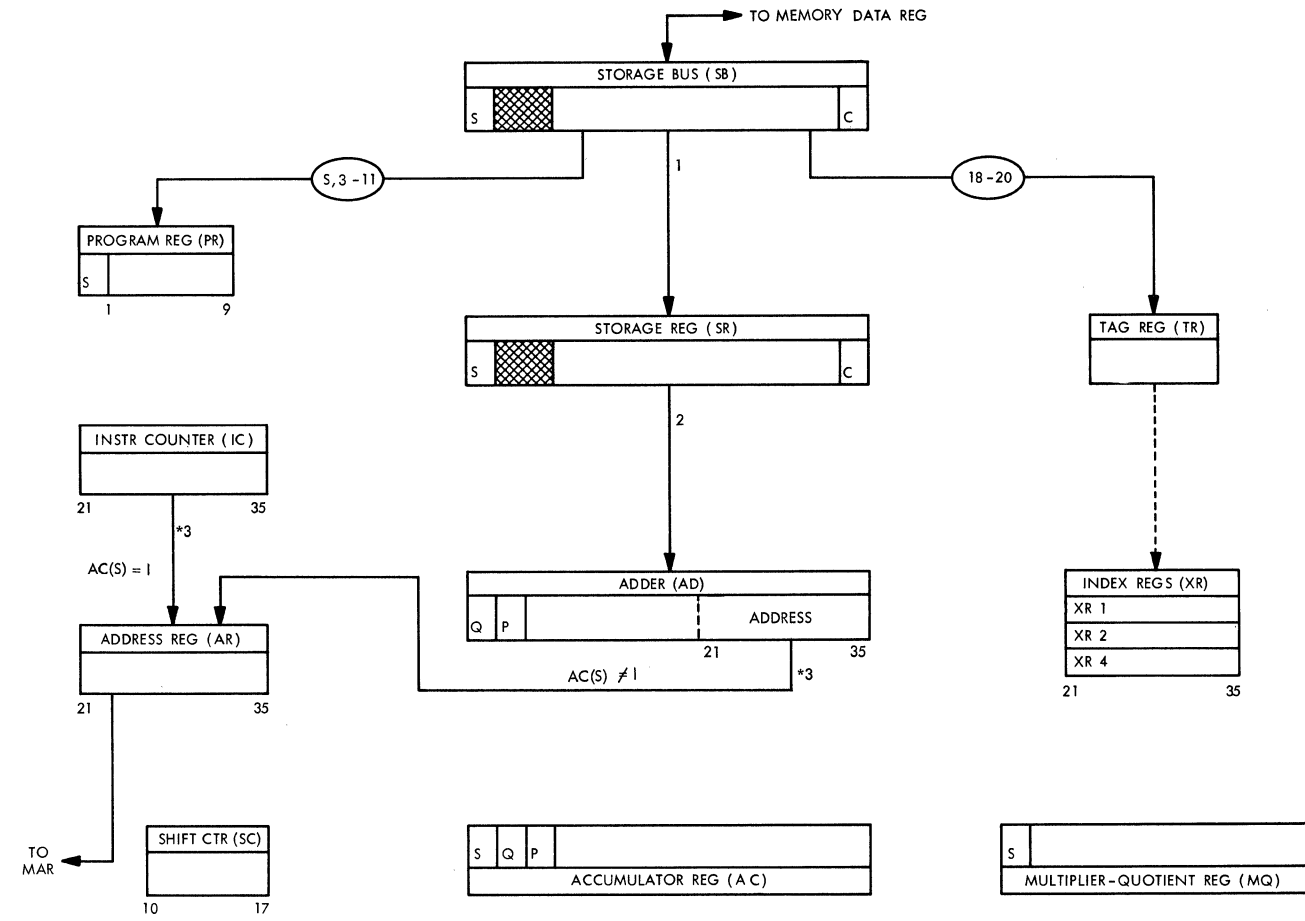 TO MEMORY DATA REG
STORAGE BUS (SB)
S
C
S,3-11
1
18-20
PROGRAM REG (PR)
S
1 9
STORAGE REG (SR)
S
C
TAG REG (TR)
2
INSTR COUNTER (IC)
21 35
*3
AC(S) = 1
ADDER (AD)
Q P
ADDRESS
21 35
AC(S) ≠ 1
*3
INDEX REGS (XR)
XR 1
XR 2
XR 4
21 35
ADDRESS REG (AR)
21 35
TO
MAR
SHIFT CTR (SC)
10 17
S Q P
ACCUMULATOR REG (AC)
S
MULTIPLIER-QUOTIENT REG (MQ)